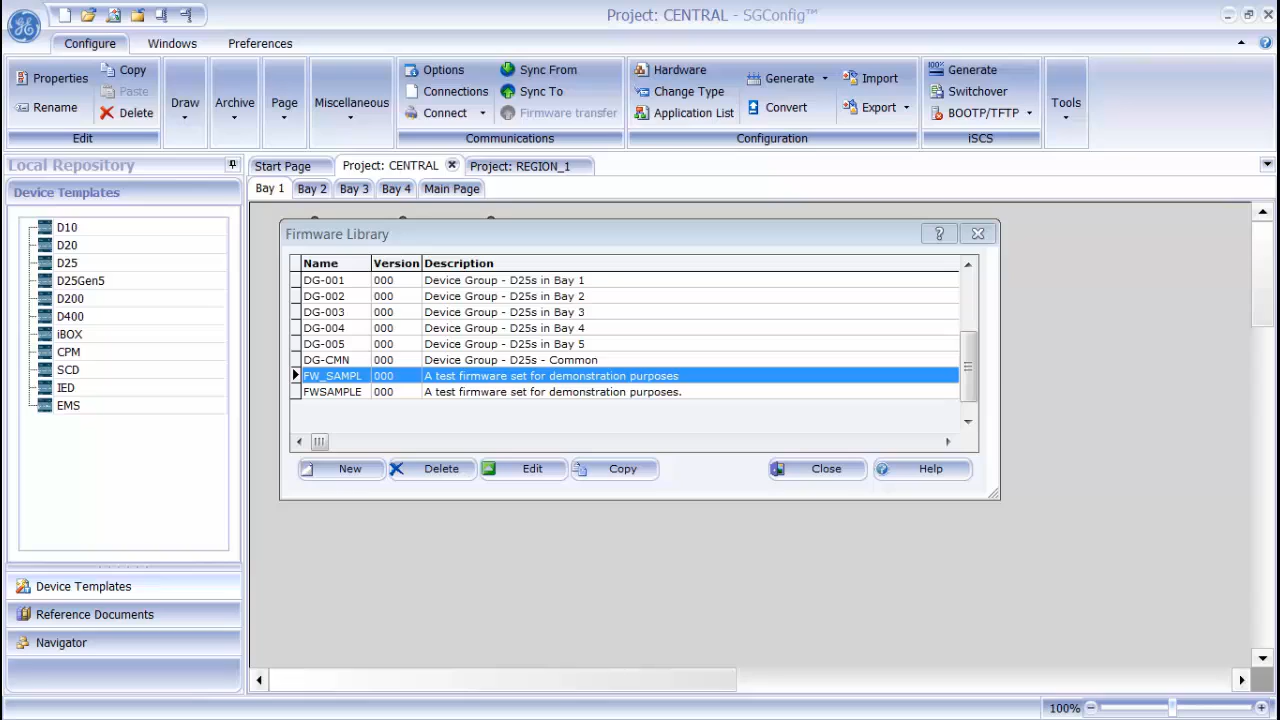 Project: CENTRAL - SGConfig™
Configure Windows Preferences
Properties Copy
Paste
Rename Delete
Edit
Draw
Archive
Page
Miscellaneous
Options Sync From
Connections Sync To
Connect Firmware transfer
Communications
Hardware Generate Import
Change Type
Application List Convert Export
Configuration
Generate
Switchover
BOOTP/TFTP
iSCS
Tools
Local Repository
Device Templates
D10
D20
D25
D25Gen5
D200
D400
iBOX
CPM
SCD
IED
EMS
Device Templates
Reference Documents
Navigator
Start Page Project: CENTRAL Project: REGION_1
Bay 1 Bay 2 Bay 3 Bay 4 Main Page
Firmware Library
Name Version Description
DG-001 000 Device Group - D25s in Bay 1
DG-002 000 Device Group - D25s in Bay 2
DG-003 000 Device Group - D25s in Bay 3
DG-004 000 Device Group - D25s in Bay 4
DG-005 000 Device Group - D25s in Bay 5
DG-CMN 000 Device Group - D25s - Common
FW_SAMPL 000 A test firmware set for demonstration purposes
FWSAMPLE 000 A test firmware set for demonstration purposes.
New Delete Edit Copy Close Help
100%